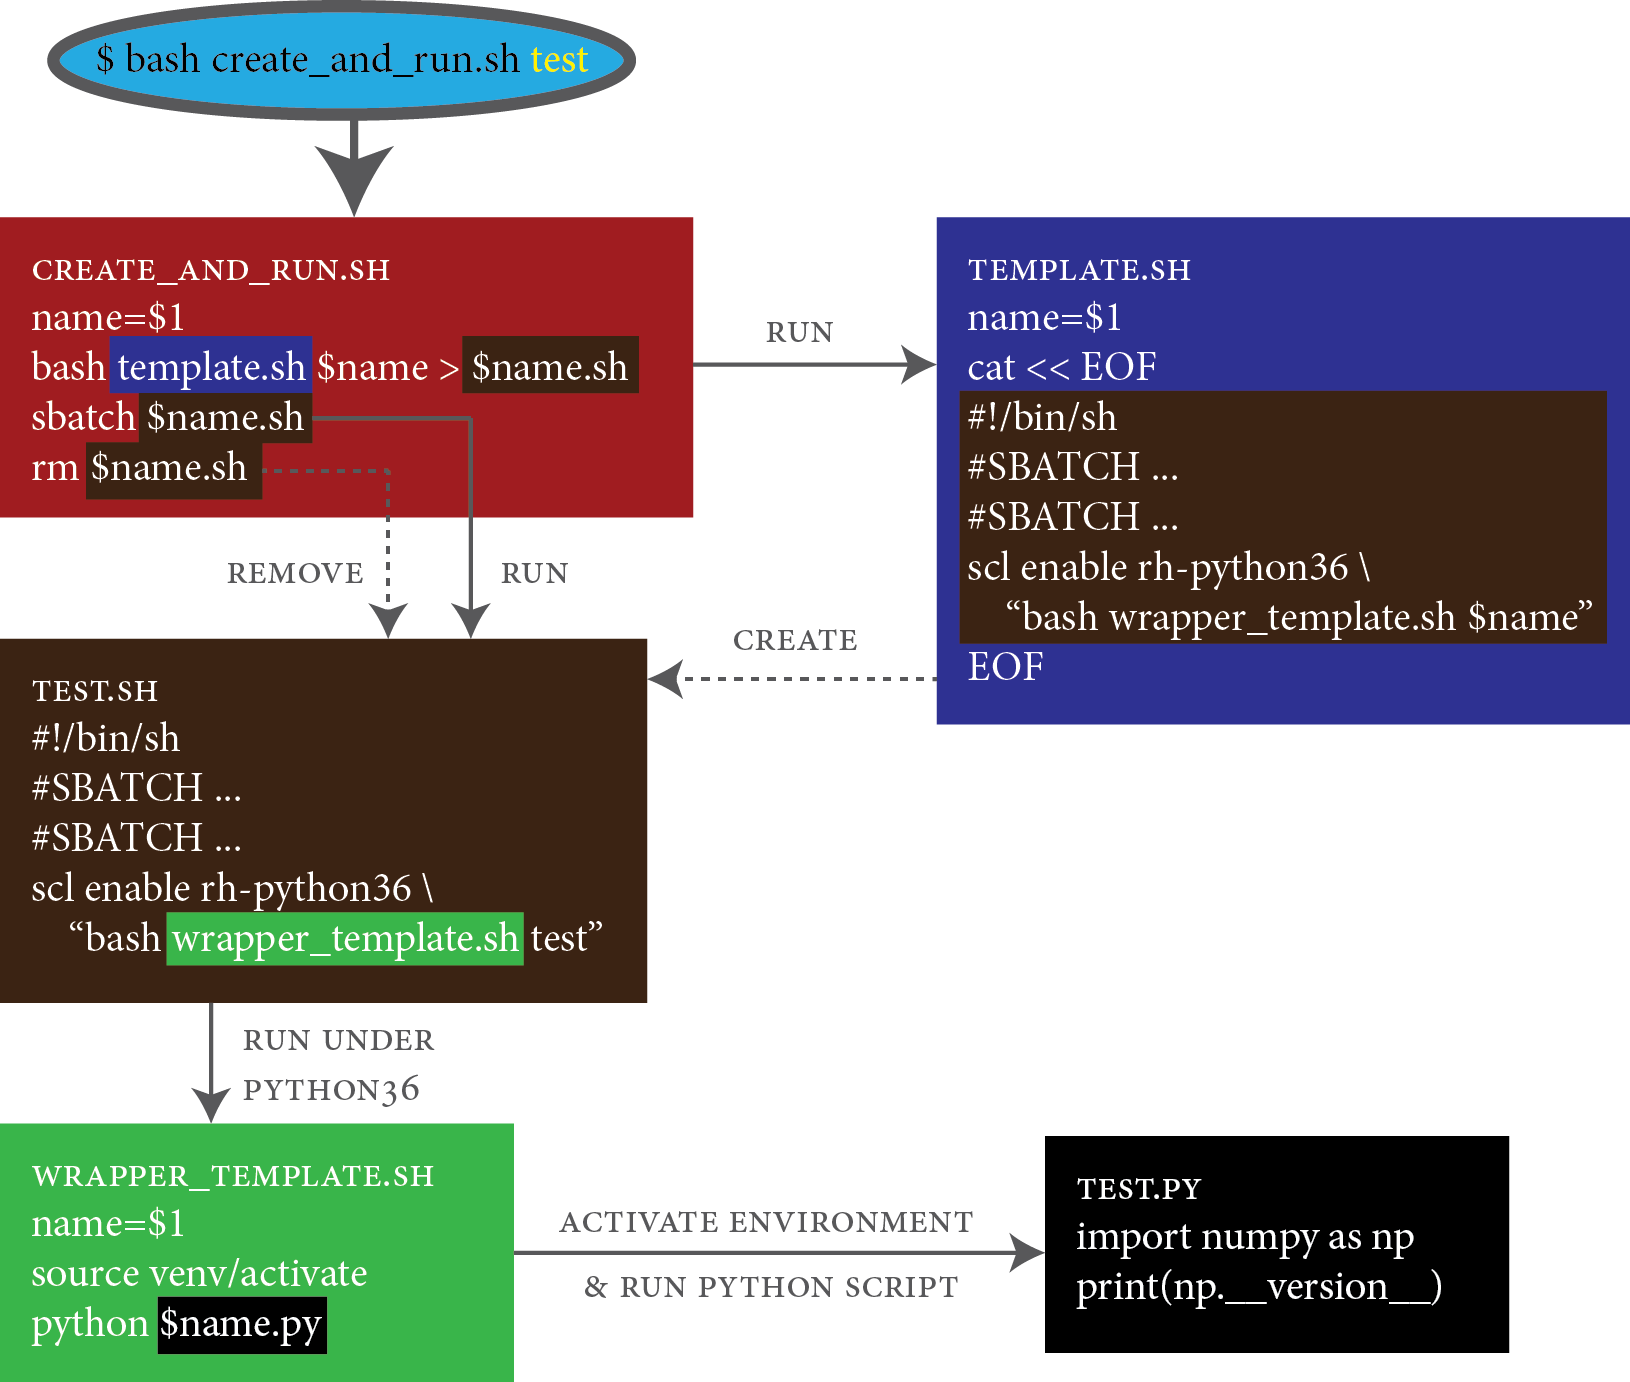 $ bash create_and_run.sh test
CREATE_AND_RUN.SH
name=$1
bash template.sh $name > $name.sh
sbatch $name.sh
rm $name.sh
RUN
TEMPLATE.SH
name=$1
cat << EOF
#!/bin/sh
#SBATCH ...
#SBATCH ...
scl enable rh-python36 \
“bash wrapper_template.sh $name”
EOF
REMOVE
RUN
CREATE
TEST.SH
#!/bin/sh
#SBATCH ...
#SBATCH ...
scl enable rh-python36 \
“bash wrapper_template.sh test”
RUN UNDER
PYTHON36
WRAPPER_TEMPLATE.SH
name=$1
source venv/activate
python $name.py
ACTIVATE ENVIRONMENT
& RUN PYTHON SCRIPT
TEST.PY
import numpy as np
print(np.__version__)